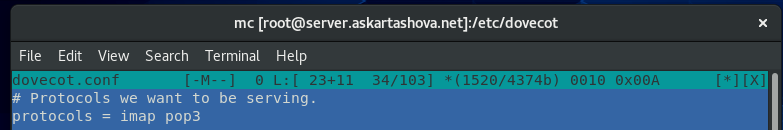 mc [root@server.askartashova.net]:/etc/dovecot
File Edit View Search Terminal Help
dovecot.conf [-M--] 0 L:[ 23+11 34/103] *(1520/4374b) 0010 0x00A [*][X]
# Protocols we want to be serving.
protocols = imap pop3